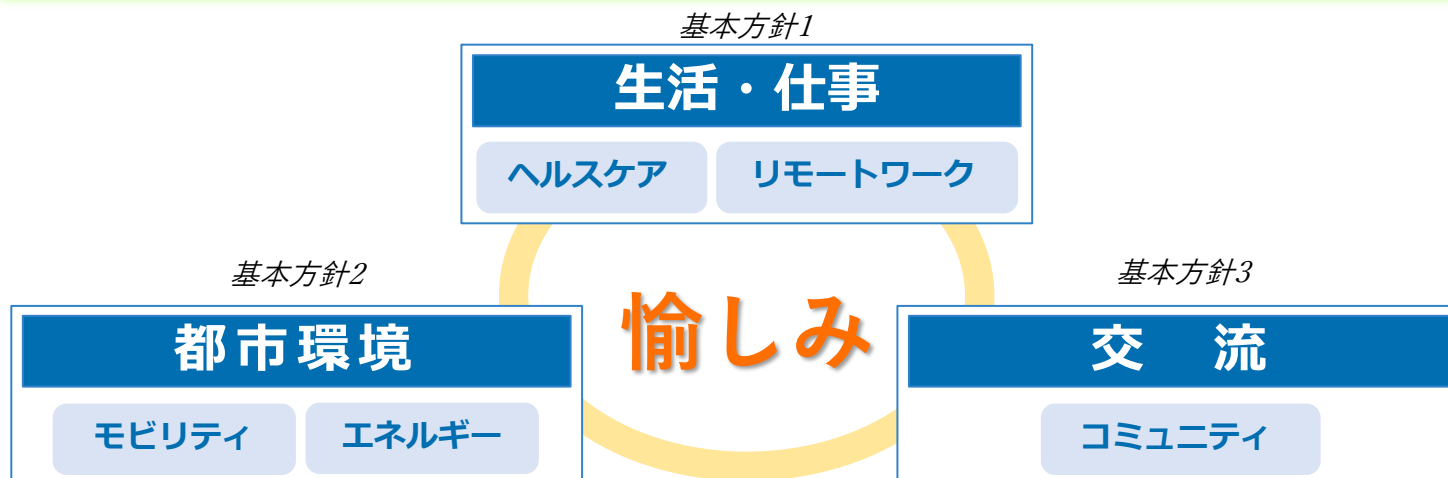 基本方針1
生活・仕事
ヘルスケア リモートワーク
基本方針2
都市環境
モビリティ エネルギー
愉しみ
基本方針3
交 流
コミュニティ